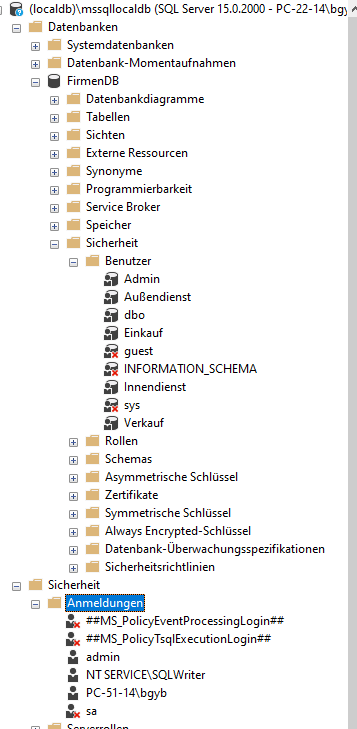 (localdb)\mssqllocaldb (SQL Server 15.0.2000 - PC-22-14\bgy
Datenbanken
Systemdatenbanken
Datenbank-Momentaufnahmen
FirmenDB
Datenbankdiagramme
Tabellen
Sichten
Externe Ressourcen
Synonyme
Programmierbarkeit
Service Broker
Speicher
Sicherheit
Benutzer
Admin
Außendienst
dbo
Einkauf
guest
INFORMATION_SCHEMA
Innendienst
sys
Verkauf
Rollen
Schemas
Asymmetrische Schlüssel
Zertifikate
Symmetrische Schlüssel
Always Encrypted-Schlüssel
Datenbank-Überwachungsspezifikationen
Sicherheitsrichtlinien
Sicherheit
Anmeldungen
##MS_PolicyEventProcessingLogin##
##MS_PolicyTsqlExecutionLogin##
admin
NT SERVICE\SQLWriter
PC-51-14\bgyb
sa
Serverrollen